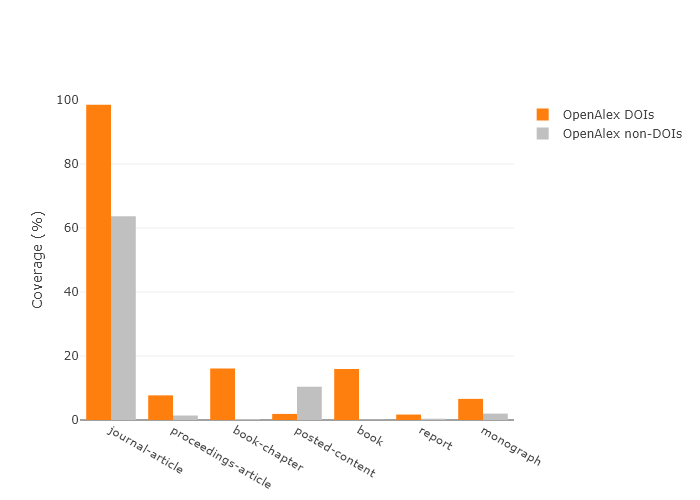 100
80
60
40
20
0
Coverage (%)
journal-article
proceedings-article
book-chapter
posted-content
book
report
monograph
OpenAlex DOIs
OpenAlex non-DOIs